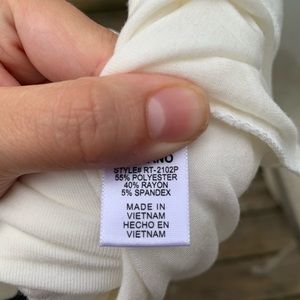 STYLE# RT-2102P
55% POLYESTER
40% RAYON
5% SPANDEX
MADE IN
VIETNAM
HECHO EN
VIETNAM